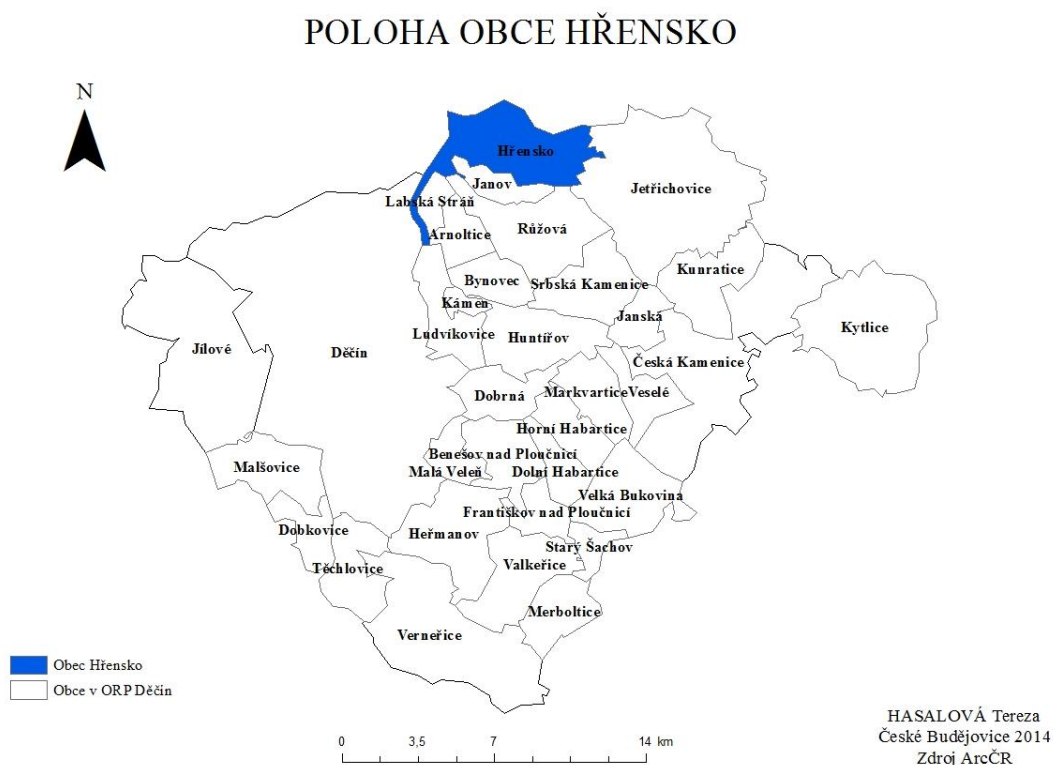 POLOHA OBCE HŘENSKO
N
Hřensko
Janov
Jetřichovice
Labská Stráň
Arnoltice
Růžová
Kunratice
Bynovec
Srbská Kamenice
Kámen
Janská
Kytlice
Ludvíkovice
Huntířov
Jílové
Děčín
Česká Kamenice
Dobrná
Markvartice
Veselé
Horní Habartice
Benešov nad Ploučnicí
Malšovice
Malá Veleň
Dolní Habartice
Velká Bukovina
Františkov nad Ploučnicí
Dobkovice
Heřmanov
Starý Šachov
Těchlovice
Valkeřice
Merboltice
Verneřice
Obec Hřensko
Obce v ORP Děčín
0 3,5 7 14 km
HASALOVÁ Tereza
České Budějovice 2014
Zdroj ArcČR